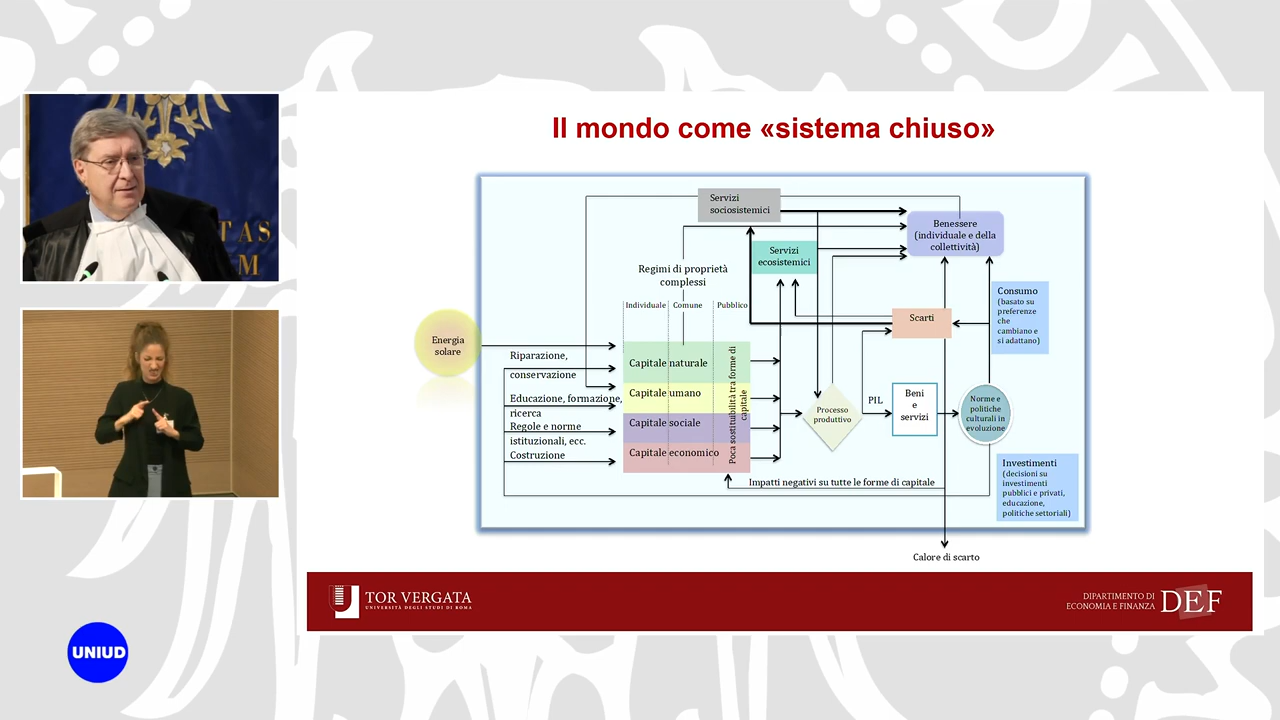 TAS
M
Il mondo come «sistema chiuso»
Servizi
sociosistemici
Benessere
(individuale e della
collettività)
Servizi
ecosistemici
Regimi di proprietà
complessi
Individuale
Comune
Pubblico
Consumo
(basato su
preferenze
che
cambiano e
si adattano)
Scarti
Energia
solare
Riparazione,
conservazione
Educazione, formazione,
ricerca
Regole e norme
istituzionali, ecc.
Costruzione
Capitale naturale
Capitale umano
Capitale sociale
Capitale economico
Poca sostituibilità tra forme di
capitale
Processo
produttivo
PIL
Beni
e
servizi
Norme e
politiche
culturali in
evoluzione
Investimenti
(decisioni su
investimenti
pubblici e privati,
educazione,
politiche settoriali)
Impatti negativi su tutte le forme di capitale
Calore di scarto
TOR VERGATA
UNIVERSITÀ DEGLI STUDI DI ROMA
DIPARTIMENTO DI
ECONOMIA E FINANZA
DEF
UNIUD